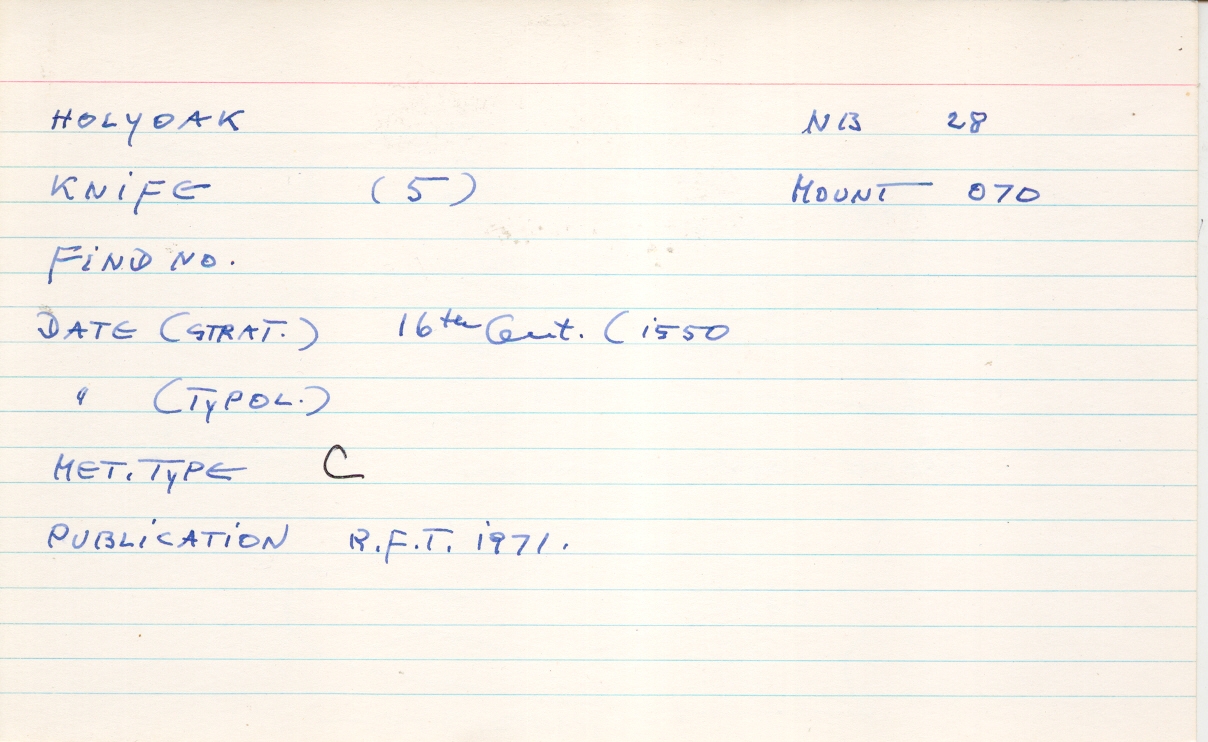 HOLYOAK NB 28
KNiFE (5) MOUNT 070
FiND NO.
DATE (STRAT.) 16th Cent. (1550
" (TYPOL.)
MET. TYPE C
PUBLiCATiON R.F.T. 1971.